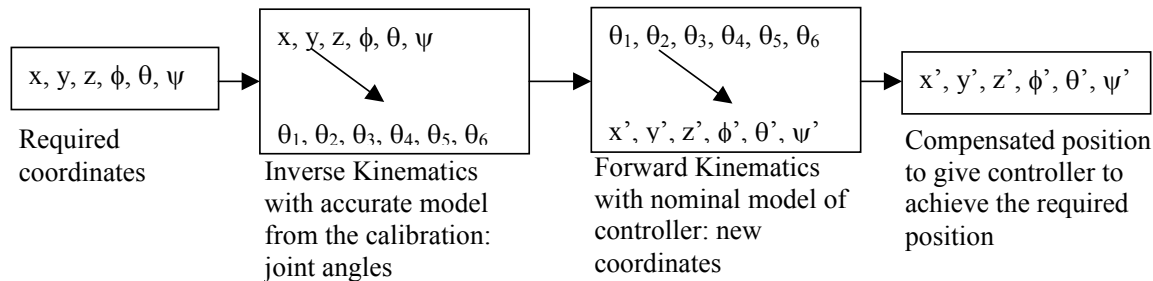 x, y, z, ϕ, θ, ψ
Required
coordinates
x, y, z, ϕ, θ, ψ
θ₁, θ₂, θ₃, θ₄, θ₅, θ₆
Inverse Kinematics
with accurate model
from the calibration:
joint angles
θ₁, θ₂, θ₃, θ₄, θ₅, θ₆
x’, y’, z’, ϕ’, θ’, ψ’
Forward Kinematics
with nominal model of
controller: new
coordinates
x’, y’, z’, ϕ’, θ’, ψ’
Compensated position
to give controller to
achieve the required
position